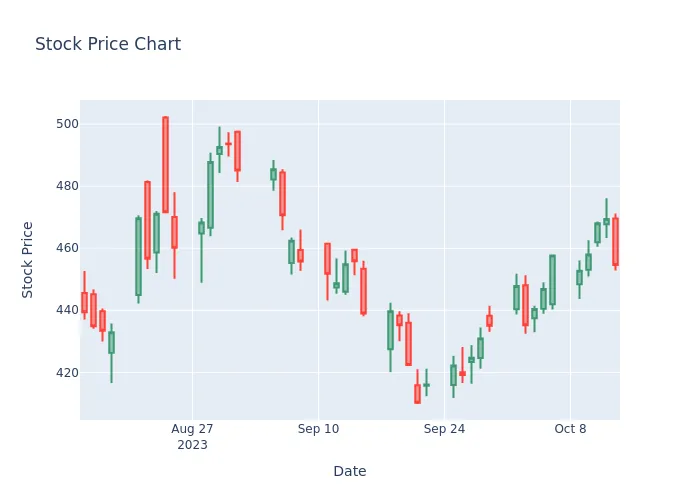 Stock Price Chart
Stock Price
500
480
460
440
420
Aug 27
2023
Sep 10
Sep 24
Oct 8
Date